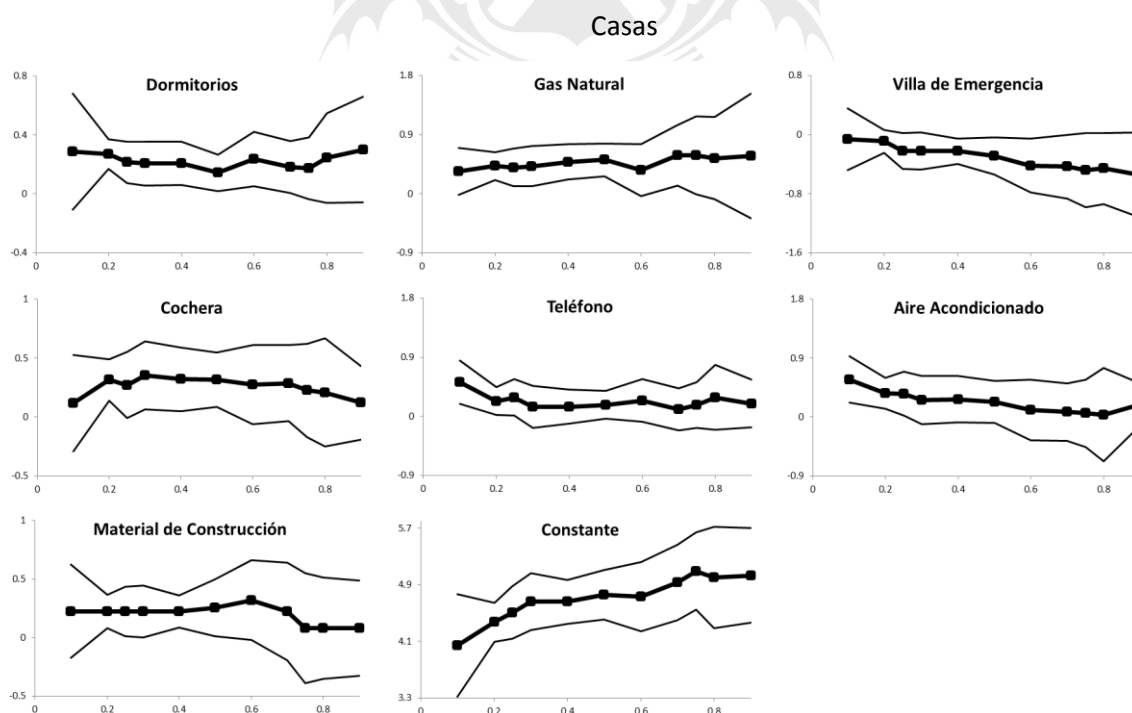 Casas
Dormitorios
0.8
0.4
0
-0.4
0 0.2 0.4 0.6 0.8
Gas Natural
1.8
0.9
0
-0.9
0 0.2 0.4 0.6 0.8
Villa de Emergencia
0.8
0
-0.8
-1.6
0 0.2 0.4 0.6 0.8
Cochera
1
0.5
0
-0.5
0 0.2 0.4 0.6 0.8
Teléfono
1.8
0.9
0
-0.9
0 0.2 0.4 0.6 0.8
Aire Acondicionado
1.8
0.9
0
-0.9
0 0.2 0.4 0.6 0.8
Material de Construcción
1
0.5
0
-0.5
0 0.2 0.4 0.6 0.8
Constante
5.7
4.9
4.1
3.3
0 0.2 0.4 0.6 0.8